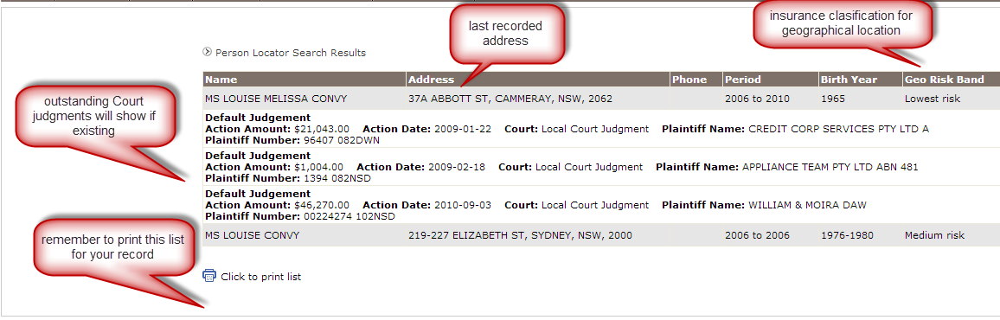 last recorded
address
insurance clasification for
geographical location
Person Locator Search Results
Name Address Phone Period Birth Year Geo Risk Band
MS LOUISE MELISSA CONVY 37A ABBOTT ST, CAMMERAY, NSW, 2062 2006 to 2010 1965 Lowest risk
outstanding Court
judgments will show if
existing
Default Judgement
Action Amount: $21,043.00 Action Date: 2009-01-22 Court: Local Court Judgment Plaintiff Name: CREDIT CORP SERVICES PTY LTD A
Plaintiff Number: 96407 082DWN
Default Judgement
Action Amount: $1,004.00 Action Date: 2009-02-18 Court: Local Court Judgment Plaintiff Name: APPLIANCE TEAM PTY LTD ABN 481
Plaintiff Number: 1394 082NSD
Default Judgement
Action Amount: $46,270.00 Action Date: 2010-09-03 Court: Local Court Judgment Plaintiff Name: WILLIAM & MOIRA DAW
Plaintiff Number: 00224274 102NSD
MS LOUISE CONVY 219-227 ELIZABETH ST, SYDNEY, NSW, 2000 2006 to 2006 1976-1980 Medium risk
remember to print this list
for your record
Click to print list